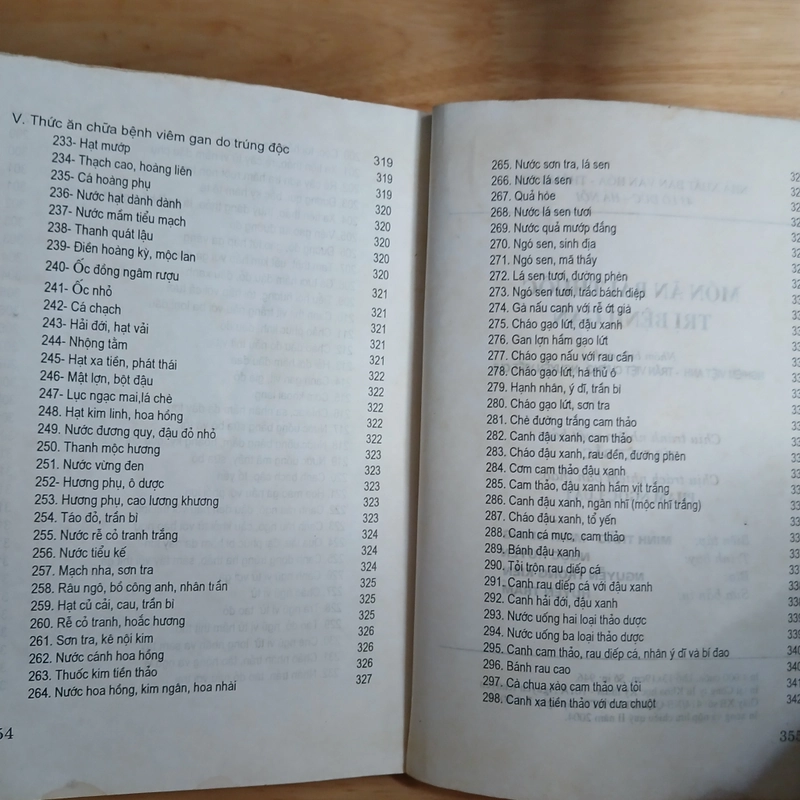 V. Thức ăn chữa bệnh viêm gan do trúng độc
233- Hạt mướp 319
234- Thạch cao, hoàng liên 319
235- Cá hoàng phụ 319
236- Nước hạt dành dành 320
237- Nước mầm tiểu mạch 320
238- Thanh quát lậu 320
239- Điền hoàng kỳ, mộc lan 320
240- Ốc đồng ngâm rượu 320
241- Ốc nhỏ 321
242- Cá chạch 321
243- Hải đới, hạt vải 321
244- Nhộng tằm 321
245- Hạt xa tiền, phát thái 321
246- Mật lợn, bột đậu 322
247- Lục ngạc mai,lá chè 322
248. Hạt kim linh, hoa hồng 322
249. Nước đương quy, đậu đỏ nhỏ 322
250. Thanh mộc hương 322
251. Nước vừng đen 323
252- Hương phụ, ô dược 323
253. Hương phụ, cao lương khương 323
254. Táo đỏ, trần bì 323
255. Nước rễ cỏ tranh trắng 323
256. Nước tiểu kế 324
257. Mạch nha, sơn tra 324
258. Râu ngô, bồ công anh, nhân trần 325
259. Hạt củ cải, cau, trần bì 325
260. Rễ cỏ tranh, hoắc hương 325
261. Sơn tra, kê nội kim 326
262. Nước cánh hoa hồng 326
263. Thuốc kim tiền thảo 326
264. Nước hoa hồng, kim ngân, hoa nhài 327
54
265. Nước sơn tra, lá sen
266. Nước lá sen
267. Quả hòe
268. Nước lá sen tươi
269. Nước quả mướp đắng
270. Ngó sen, sinh địa
271. Ngó sen, mã thầy
272. Lá sen tươi, đường phèn
273. Ngó sen tươi, trắc bách diệp
274. Gà nấu canh với rễ ớt già
275. Cháo gạo lứt, đậu xanh
276. Gan lợn hầm gạo lứt
277. Cháo gạo nấu với rau cần
278. Cháo gạo lứt, hà thủ ô
279. Hạnh nhân, ý dĩ, trần bì
280. Cháo gạo lứt, sơn tra
281. Chè đường trắng cam thảo
282. Canh đậu xanh, cam thảo
283. Cháo đậu xanh, rau dền, đường phèn
284. Cơm cam thảo đậu xanh
285. Cam thảo, đậu xanh hầm vịt trắng
286. Canh đậu xanh, ngân nhĩ (mộc nhĩ trắng)
287. Cháo đậu xanh, tổ yến
288. Canh cá mực, cam thảo
289. Bánh đậu xanh
290. Tỏi trộn rau diếp cá
291. Canh rau diếp cá với đậu xanh
292. Canh hải đới, đậu xanh
293. Nước uống hai loại thảo dược 339
294. Nước uống ba loại thảo dược 339
295. Canh cam thảo, rau diếp cá, nhân ý dĩ và bí đao 340
296. Bánh rau cao 340
297. Cà chua xào cam thảo và tỏi 341
298. Canh xa tiền thảo với dưa chuột 342
355